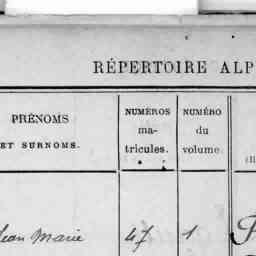 RÉPERTOIRE ALP
PRÉNOMS
ET SURNOMS.
NUMÉROS
ma-
tricules.
NUMÉRO
du
volume
Jean Marie 47 1